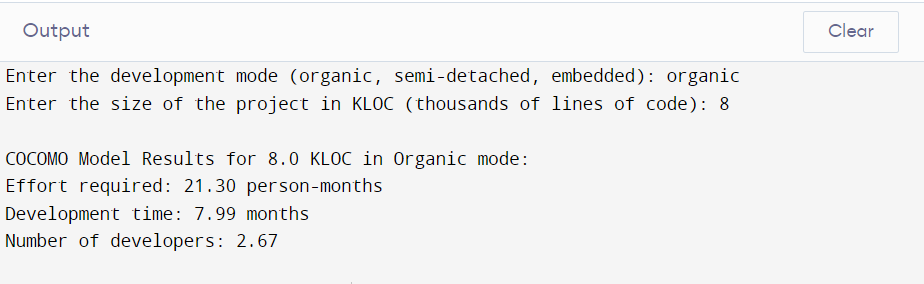 Output
Clear
Enter the development mode (organic, semi-detached, embedded): organic
Enter the size of the project in KLOC (thousands of lines of code): 8
COCOMO Model Results for 8.0 KLOC in Organic mode:
Effort required: 21.30 person-months
Development time: 7.99 months
Number of developers: 2.67